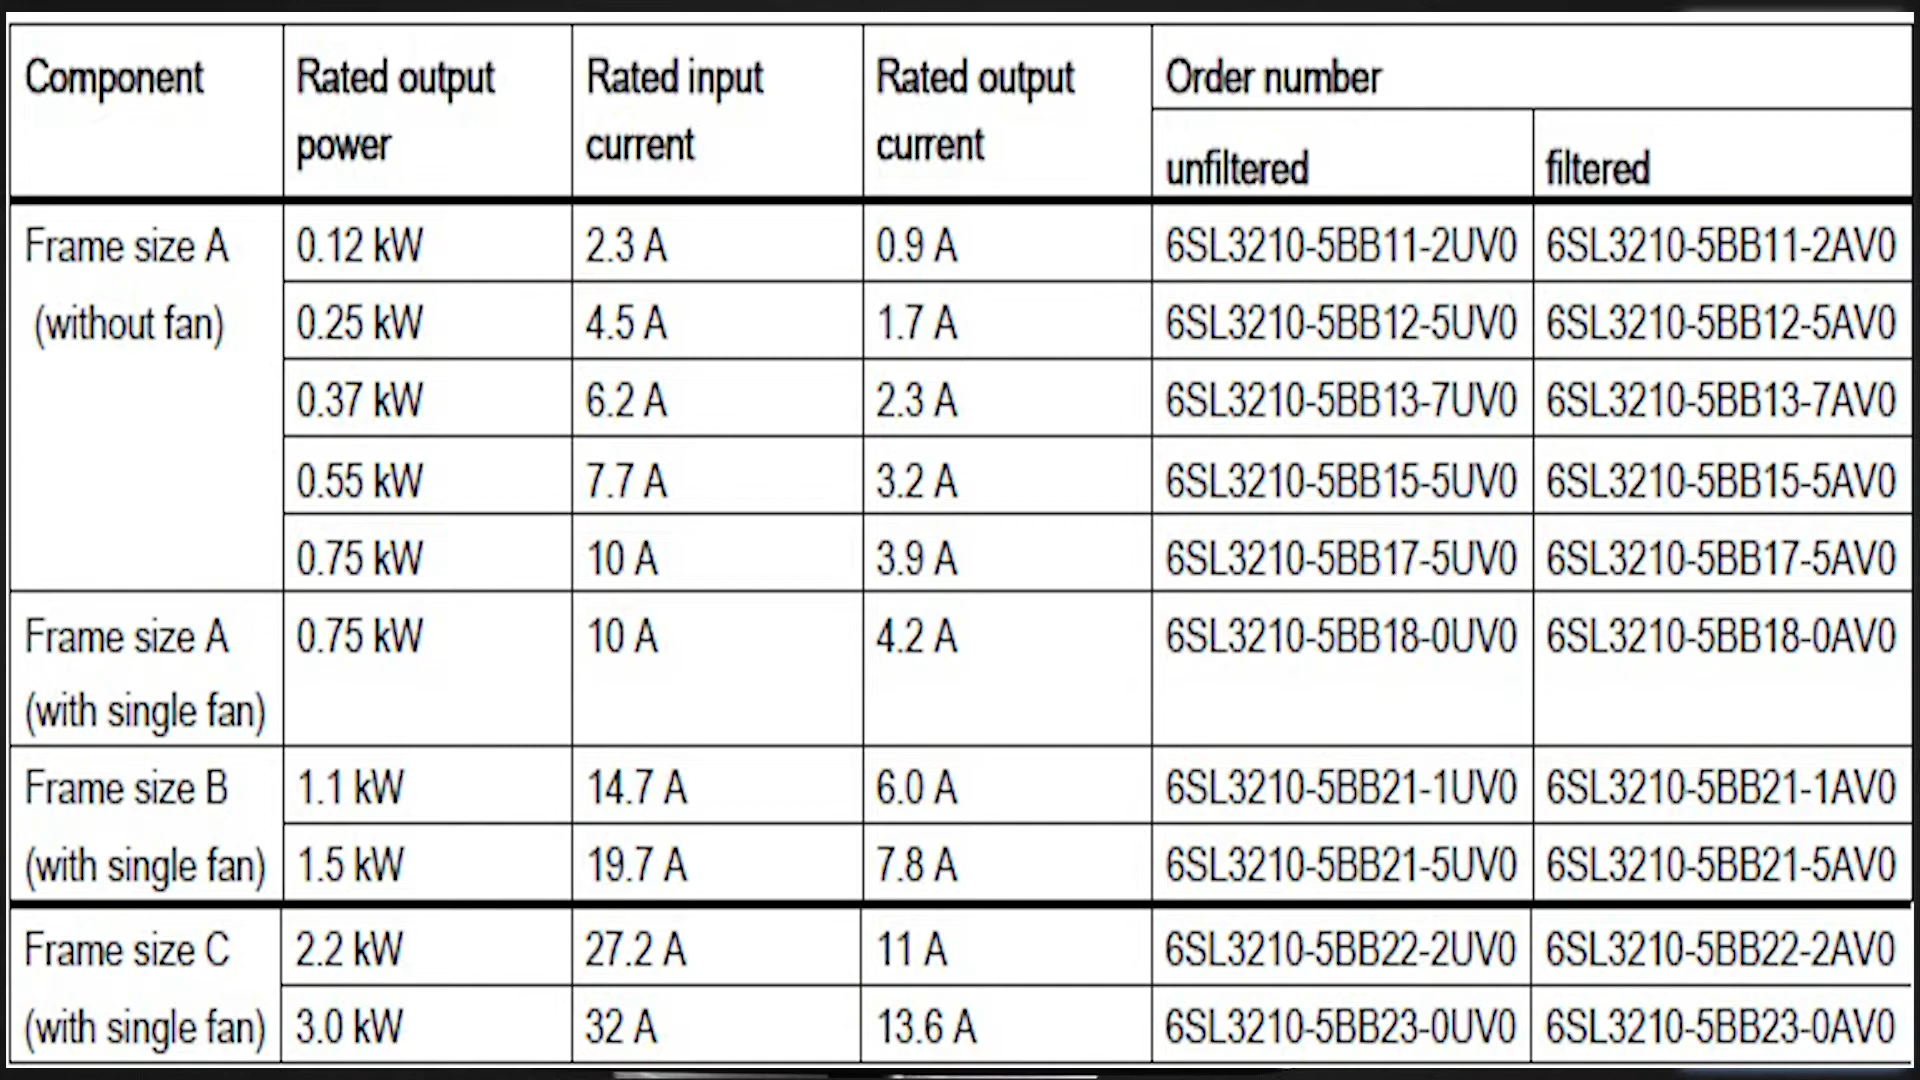 Component Rated output power Rated input current Rated output current Order number
unfiltered filtered
Frame size A (without fan) 0.12 kW 2.3 A 0.9 A 6SL3210-5BB11-2UV0 6SL3210-5BB11-2AV0
0.25 kW 4.5 A 1.7 A 6SL3210-5BB12-5UV0 6SL3210-5BB12-5AV0
0.37 kW 6.2 A 2.3 A 6SL3210-5BB13-7UV0 6SL3210-5BB13-7AV0
0.55 kW 7.7 A 3.2 A 6SL3210-5BB15-5UV0 6SL3210-5BB15-5AV0
0.75 kW 10 A 3.9 A 6SL3210-5BB17-5UV0 6SL3210-5BB17-5AV0
Frame size A (with single fan) 0.75 kW 10 A 4.2 A 6SL3210-5BB18-0UV0 6SL3210-5BB18-0AV0
Frame size B (with single fan) 1.1 kW 14.7 A 6.0 A 6SL3210-5BB21-1UV0 6SL3210-5BB21-1AV0
1.5 kW 19.7 A 7.8 A 6SL3210-5BB21-5UV0 6SL3210-5BB21-5AV0
Frame size C (with single fan) 2.2 kW 27.2 A 11 A 6SL3210-5BB22-2UV0 6SL3210-5BB22-2AV0
3.0 kW 32 A 13.6 A 6SL3210-5BB23-0UV0 6SL3210-5BB23-0AV0